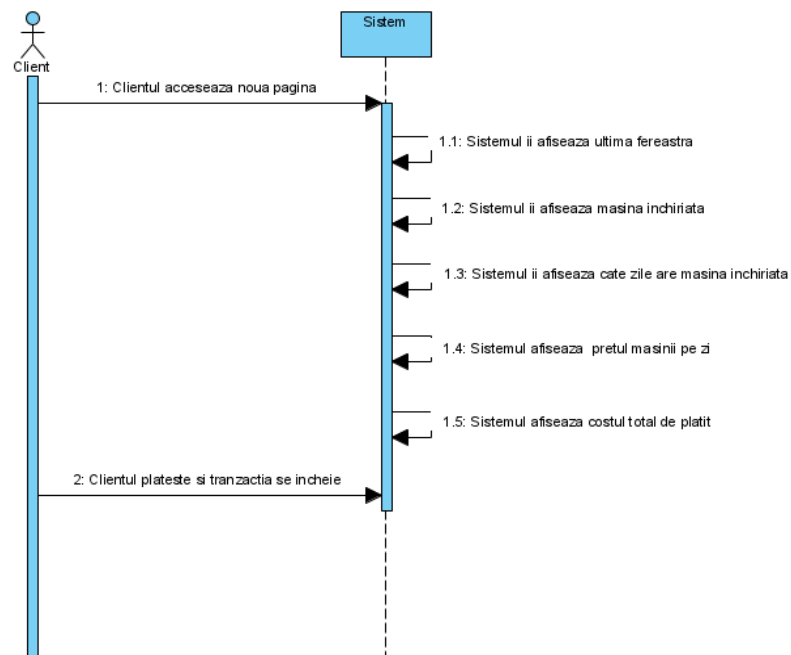 Sistem
Client
1: Clientul acceseaza noua pagina
1.1: Sistemul ii afiseaza ultima fereastra
1.2: Sistemul ii afiseaza masina inchiriata
1.3: Sistemul ii afiseaza cate zile are masina inchiriata
1.4: Sistemul afiseaza  pretul masinii pe zi
1.5: Sistemul afiseaza costul total de platit
2: Clientul plateste si tranzactia se incheie